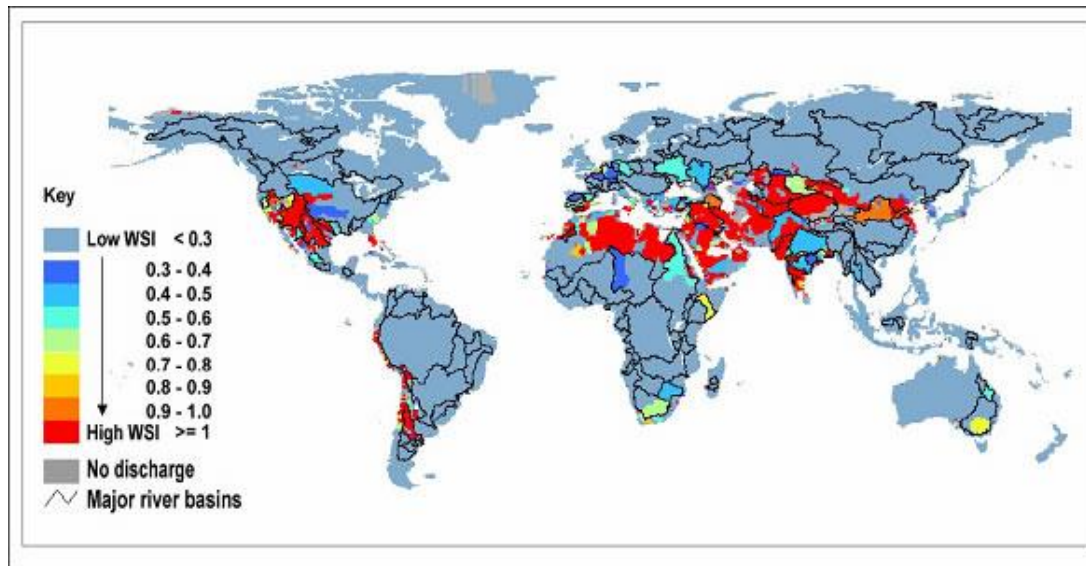 Key
Low WSI < 0.3
0.3 - 0.4
0.4 - 0.5
0.5 - 0.6
0.6 - 0.7
0.7 - 0.8
0.8 - 0.9
0.9 - 1.0
High WSI >= 1
No discharge
Major river basins